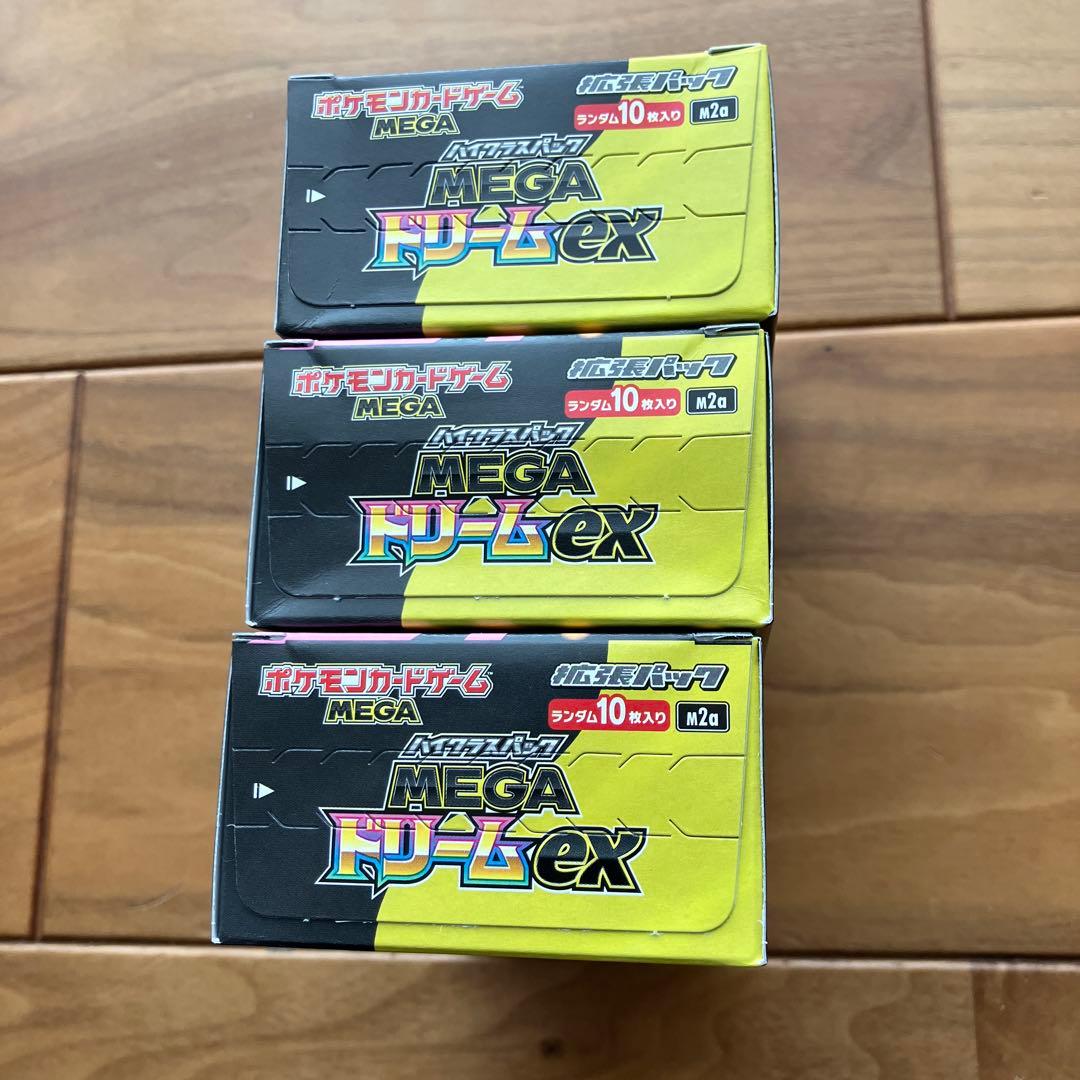 ポケモンカードゲーム
MEGA
拡張パック
ランダム10枚入り
M2a
ハイクラスパック
MEGA
ドリームex
ポケモンカードゲーム
MEGA
拡張パック
ランダム10枚入り
M2a
ハイクラスパック
MEGA
ドリームex
ポケモンカードゲーム
MEGA
拡張パック
ランダム10枚入り
M2a
ハイクラスパック
MEGA
ドリームex